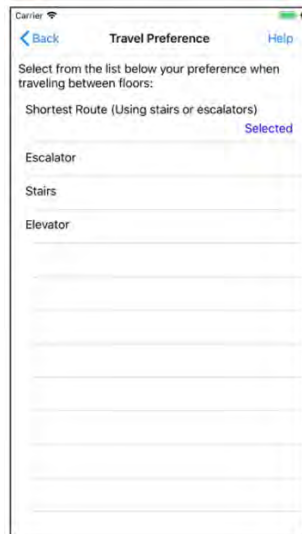 Carrier
Back Travel Preference Help
Select from the list below your preference when
traveling between floors:
Shortest Route (Using stairs or escalators)
Selected
Escalator
Stairs
Elevator